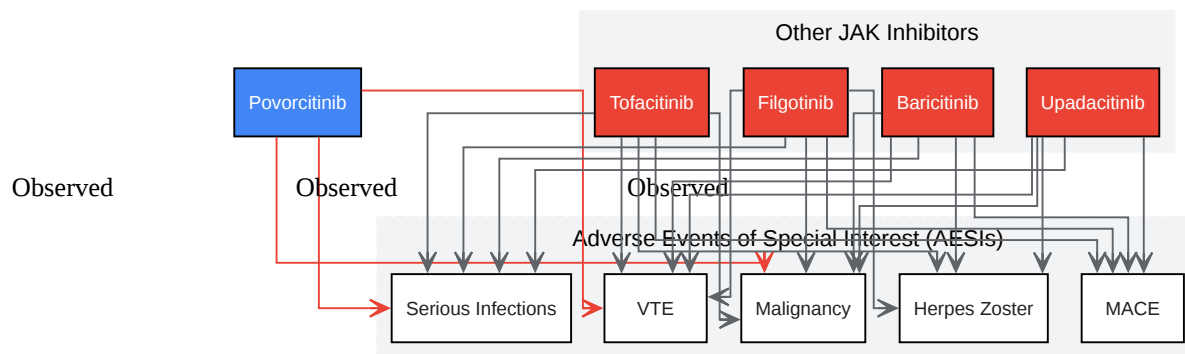 Other JAK Inhibitors
Povorcitinib
Tofacitinib
Filgotinib
Baricitinib
Upadacitinib
Observed
Observed
Observed
Adverse Events of Special Interest (AESIs)
Serious Infections
VTE
Malignancy
Herpes Zoster
MACE